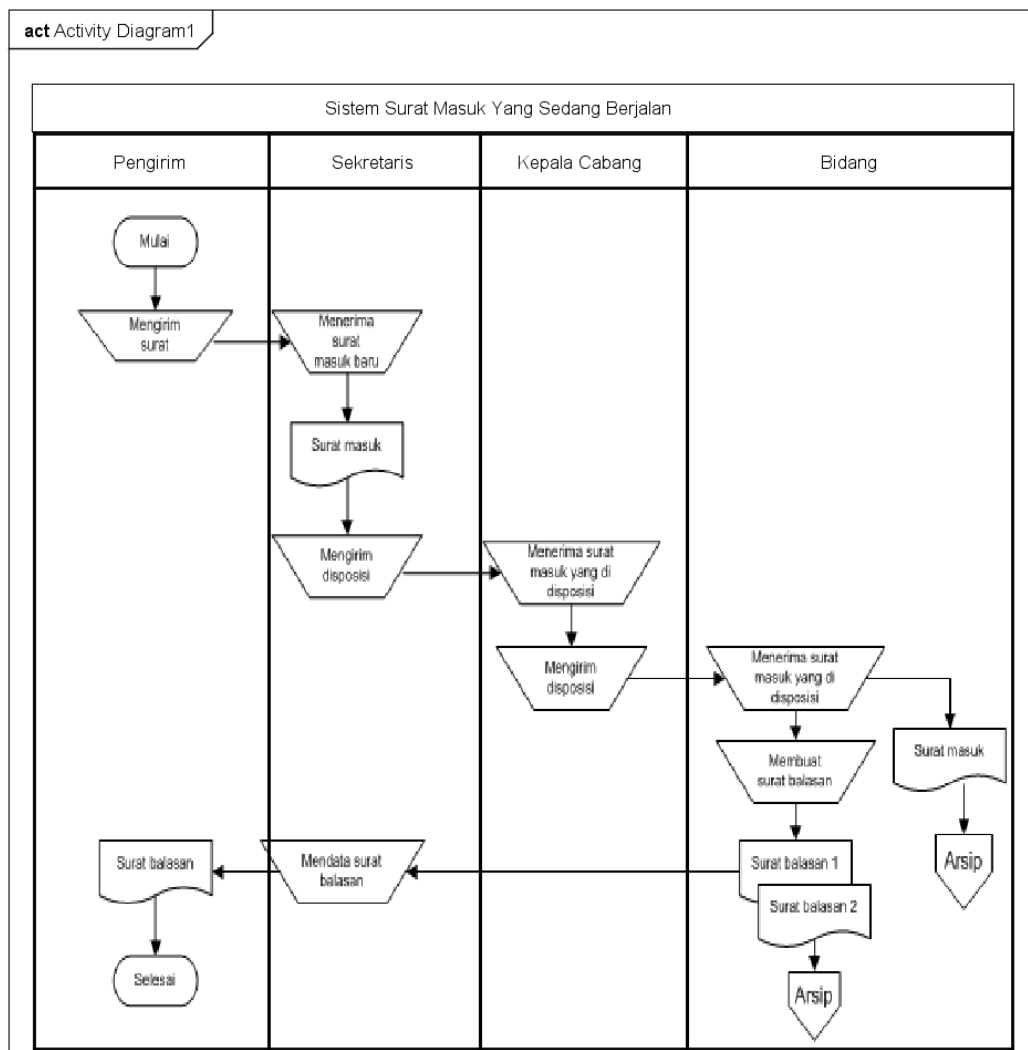 act Activity Diagram1
Sistem Surat Masuk Yang Sedang Berjalan
Pengirim
Sekretaris
Kepala Cabang
Bidang
Mulai
Mengirim
surat
Menerima
surat
masuk baru
Surat masuk
Mengirim
disposisi
Menerima surat
masuk yang di
disposisi
Mengirim
disposisi
Menerima surat
masuk yang di
disposisi
Surat masuk
Membuat
surat balasan
Arsip
Surat balasan 1
Surat balasan 2
Arsip
Mendata surat
balasan
Surat balasan
Selesai